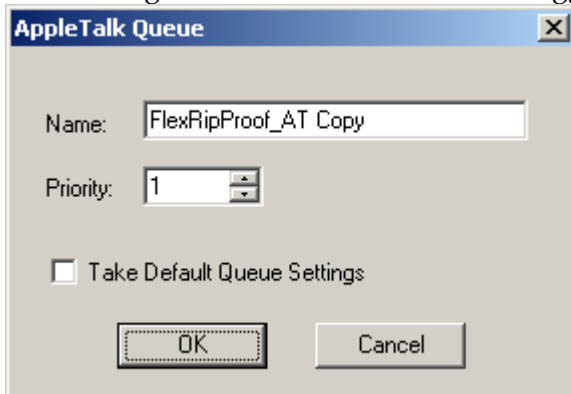 AppleTalk Queue
Name: FlexRipProof_AT Copy
Priority: 1
Take Default Queue Settings
OK Cancel